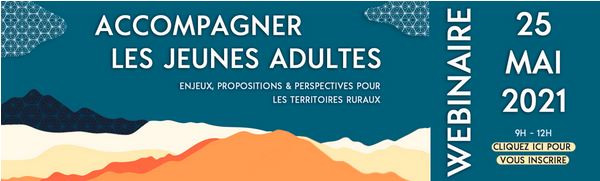 ACCOMPAGNER
LES JEUNES ADULTES
ENJEUX, PROPOSITIONS & PERSPECTIVES POUR
LES TERRITOIRES RURAUX
WEBINAIRE
25
MAI
2021
9H - 12H
CLIQUEZ ICI POUR
VOUS INSCRIRE